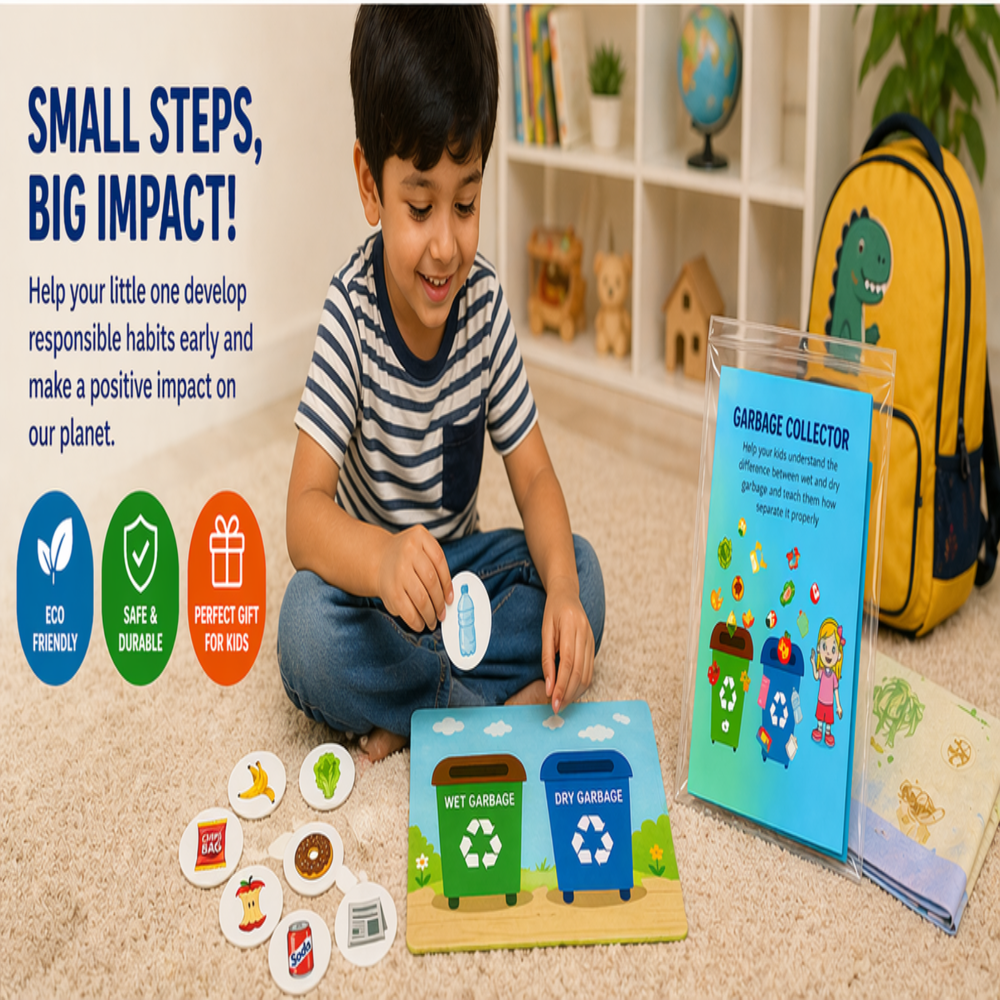 SMALL STEPS,
BIG IMPACT!
Help your little one develop
responsible habits early and
make a positive impact on
our planet.
ECO
FRIENDLY
SAFE &
DURABLE
PERFECT GIFT
FOR KIDS
GARBAGE COLLECTOR
Help your kids understand the
difference between wet and dry
garbage and teach them how
separate it properly
WET GARBAGE
DRY GARBAGE
CHIPS
BAG
Soda